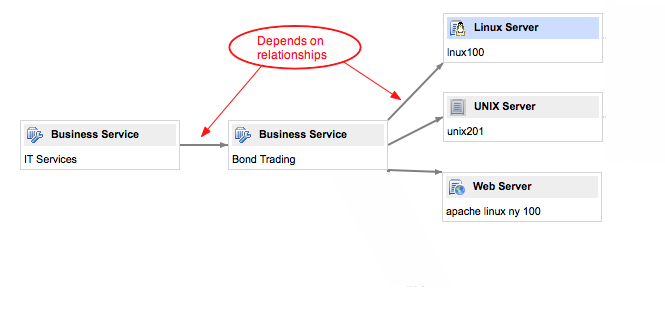 Depends on
relationships
Linux Server
lnux100
UNIX Server
unix201
Business Service
IT Services
Business Service
Bond Trading
Web Server
apache linux ny 100